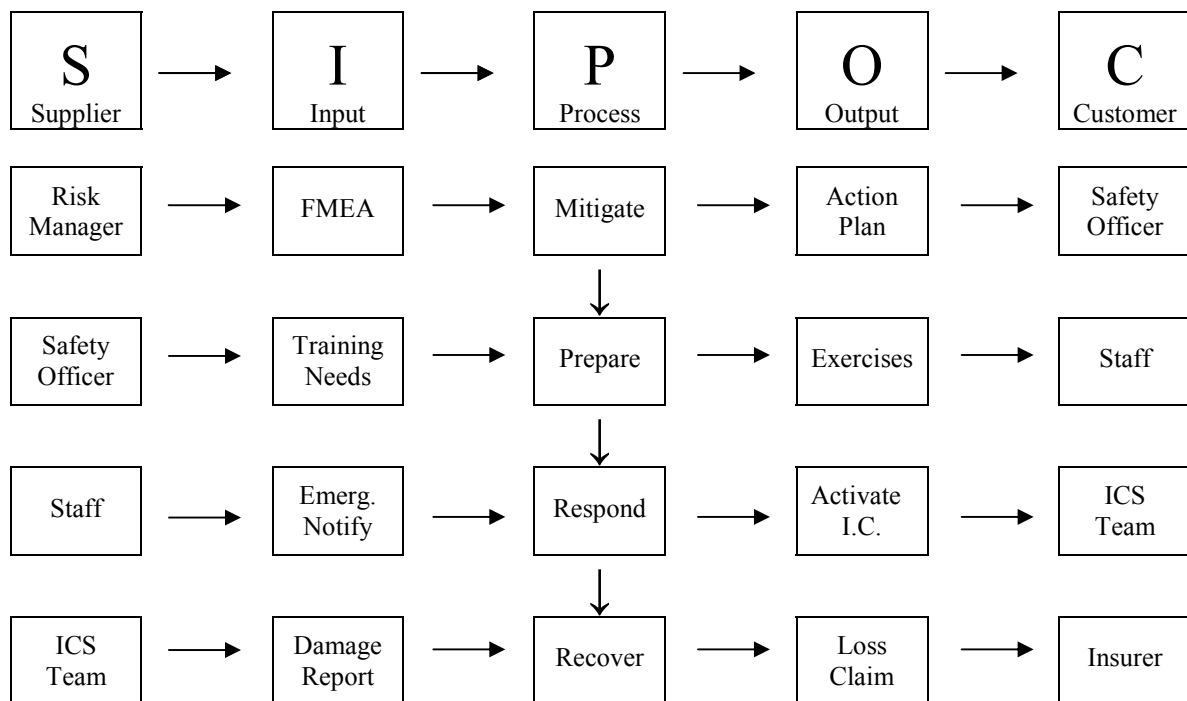 S
Supplier
I
Input
P
Process
O
Output
C
Customer
Risk
Manager
FMEA
Mitigate
Action
Plan
Safety
Officer
Safety
Officer
Training
Needs
Prepare
Exercises
Staff
Staff
Emerg.
Notify
Respond
Activate
I.C.
ICS
Team
ICS
Team
Damage
Report
Recover
Loss
Claim
Insurer